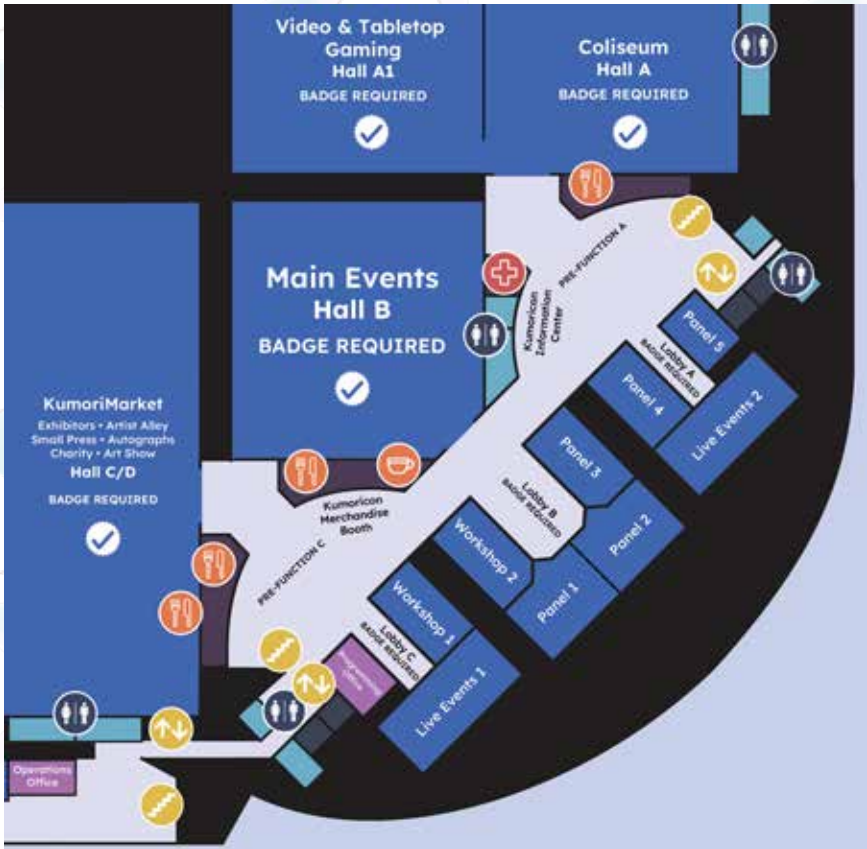 Video & Tabletop
Gaming
Hall A1
BADGE REQUIRED
Coliseum
Hall A
BADGE REQUIRED
PRE-FUNCTION A
Main Events
Hall B
BADGE REQUIRED
Kumoricon
Information
Center
Panel 5
Lobby A
BADGE REQUIRED
Panel 4
Live Events 2
KumoriMarket
Exhibitors • Artist Alley
Small Press • Autographs
Charity • Art Show
Hall C/D
BADGE REQUIRED
Panel 3
Lobby B
BADGE REQUIRED
Panel 2
Kumoricon
Merchandise
Booth
Workshop 2
Panel 1
PRE-FUNCTION C
Workshop 1
Lobby C
BADGE REQUIRED
Programming
Office
Live Events 1
Operations
Office